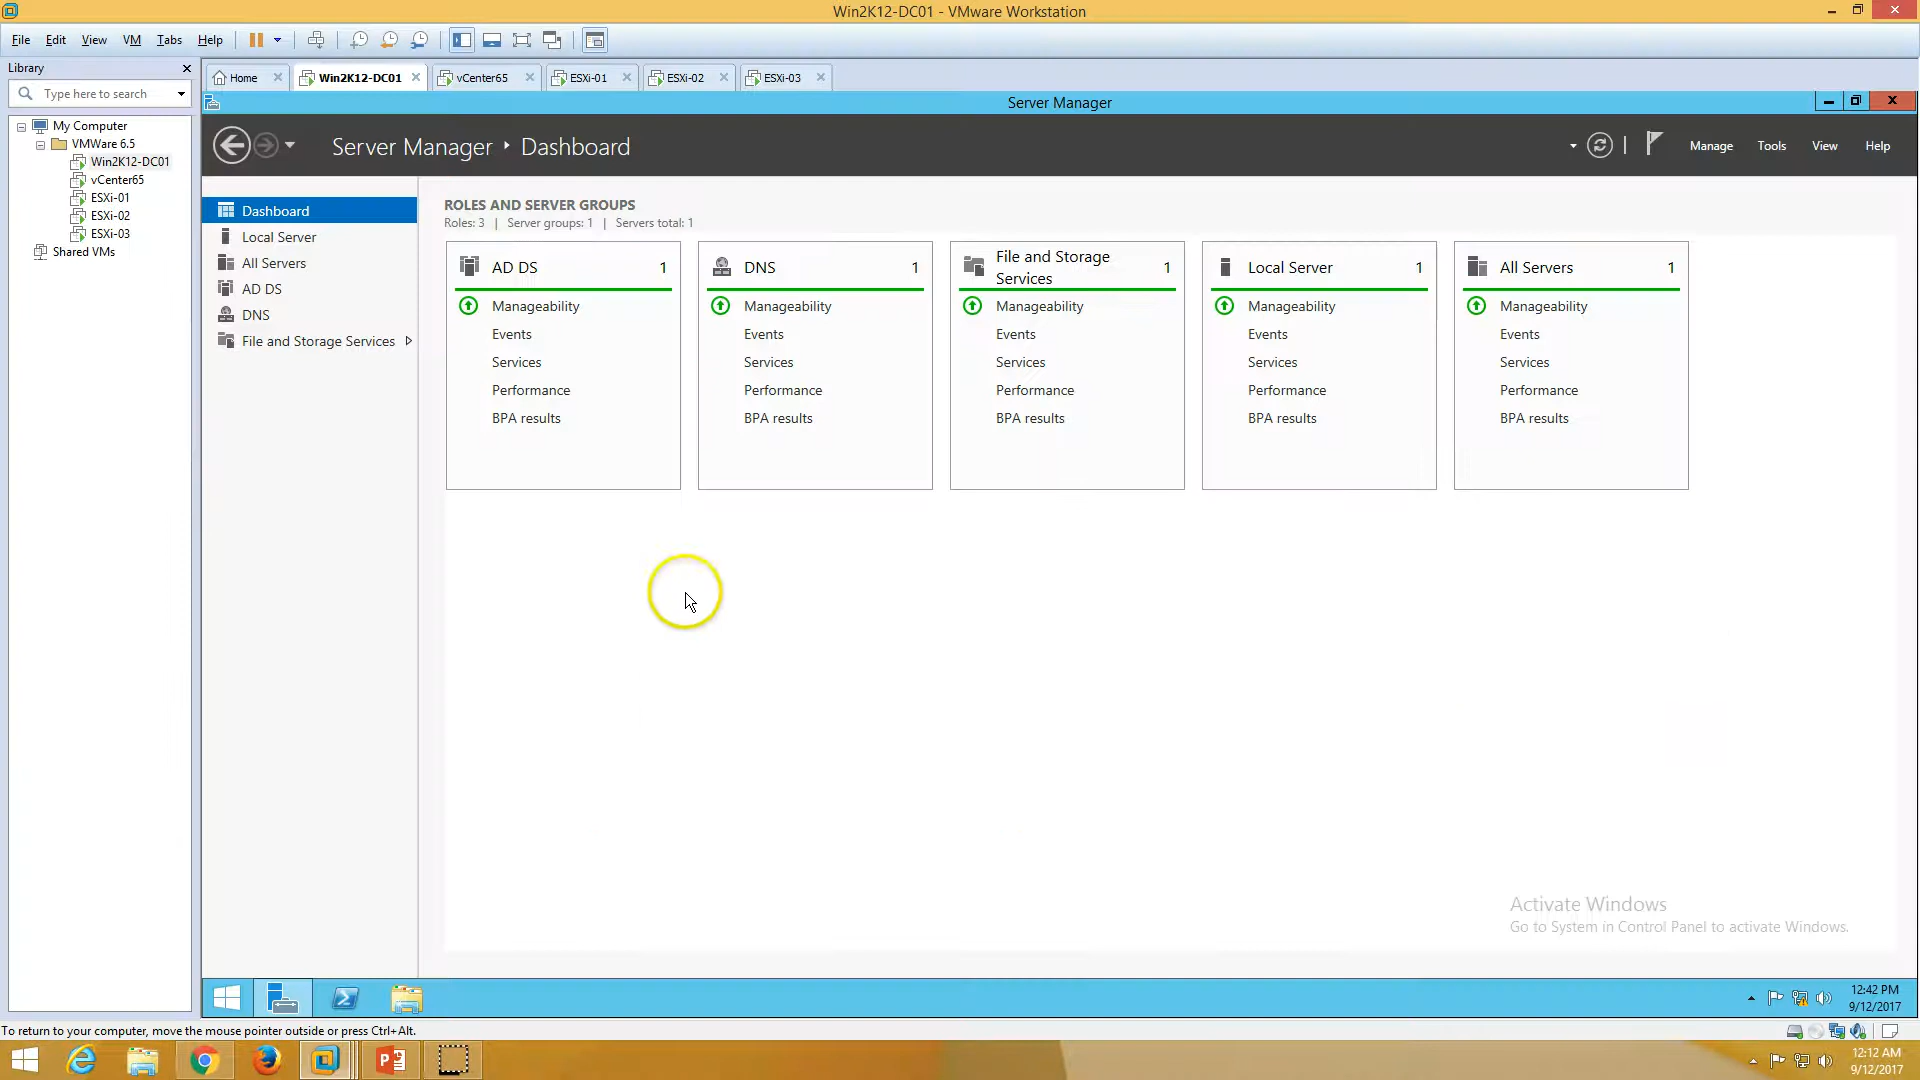 Win2K12-DC01 - VMware Workstation
File Edit View VM Tabs Help
Library
Type here to search
My Computer
VMWare 6.5
Win2K12-DC01
vCenter65
ESXi-01
ESXi-02
ESXi-03
Shared VMs
Home Win2K12-DC01 vCenter65 ESXi-01 ESXi-02 ESXi-03
Server Manager
Server Manager Dashboard
Manage Tools View Help
Dashboard
Local Server
All Servers
AD DS
DNS
File and Storage Services
ROLES AND SERVER GROUPS
Roles: 3 | Server groups: 1 | Servers total: 1
AD DS 1
Manageability
Events
Services
Performance
BPA results
DNS 1
Manageability
Events
Services
Performance
BPA results
File and Storage
Services 1
Manageability
Events
Services
Performance
BPA results
Local Server 1
Manageability
Events
Services
Performance
BPA results
All Servers 1
Manageability
Events
Services
Performance
BPA results
Activate Windows
Go to System in Control Panel to activate Windows.
12:42 PM
9/12/2017
To return to your computer, move the mouse pointer outside or press Ctrl+Alt.
12:12 AM
9/12/2017